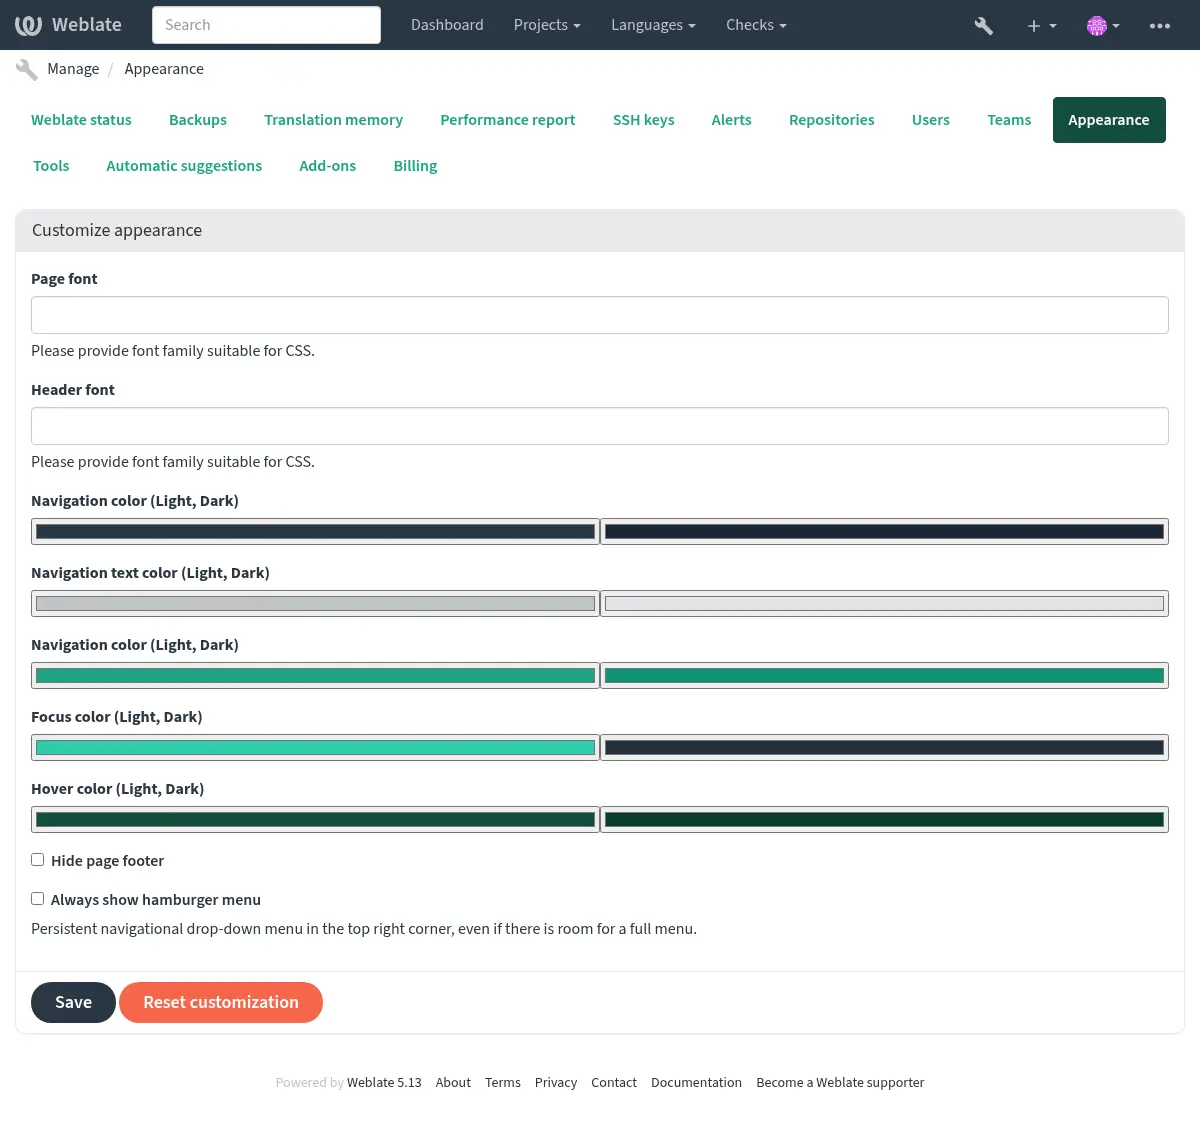 Weblate Search Dashboard Projects Languages Checks
Manage / Appearance
Weblate status Backups Translation memory Performance report SSH keys Alerts Repositories Users Teams Appearance
Tools Automatic suggestions Add-ons Billing
Customize appearance
Page font
Please provide font family suitable for CSS.
Header font
Please provide font family suitable for CSS.
Navigation color (Light, Dark)
Navigation text color (Light, Dark)
Navigation color (Light, Dark)
Focus color (Light, Dark)
Hover color (Light, Dark)
Hide page footer
Always show hamburger menu
Persistent navigational drop-down menu in the top right corner, even if there is room for a full menu.
Save Reset customization
Powered by Weblate 5.13 About Terms Privacy Contact Documentation Become a Weblate supporter